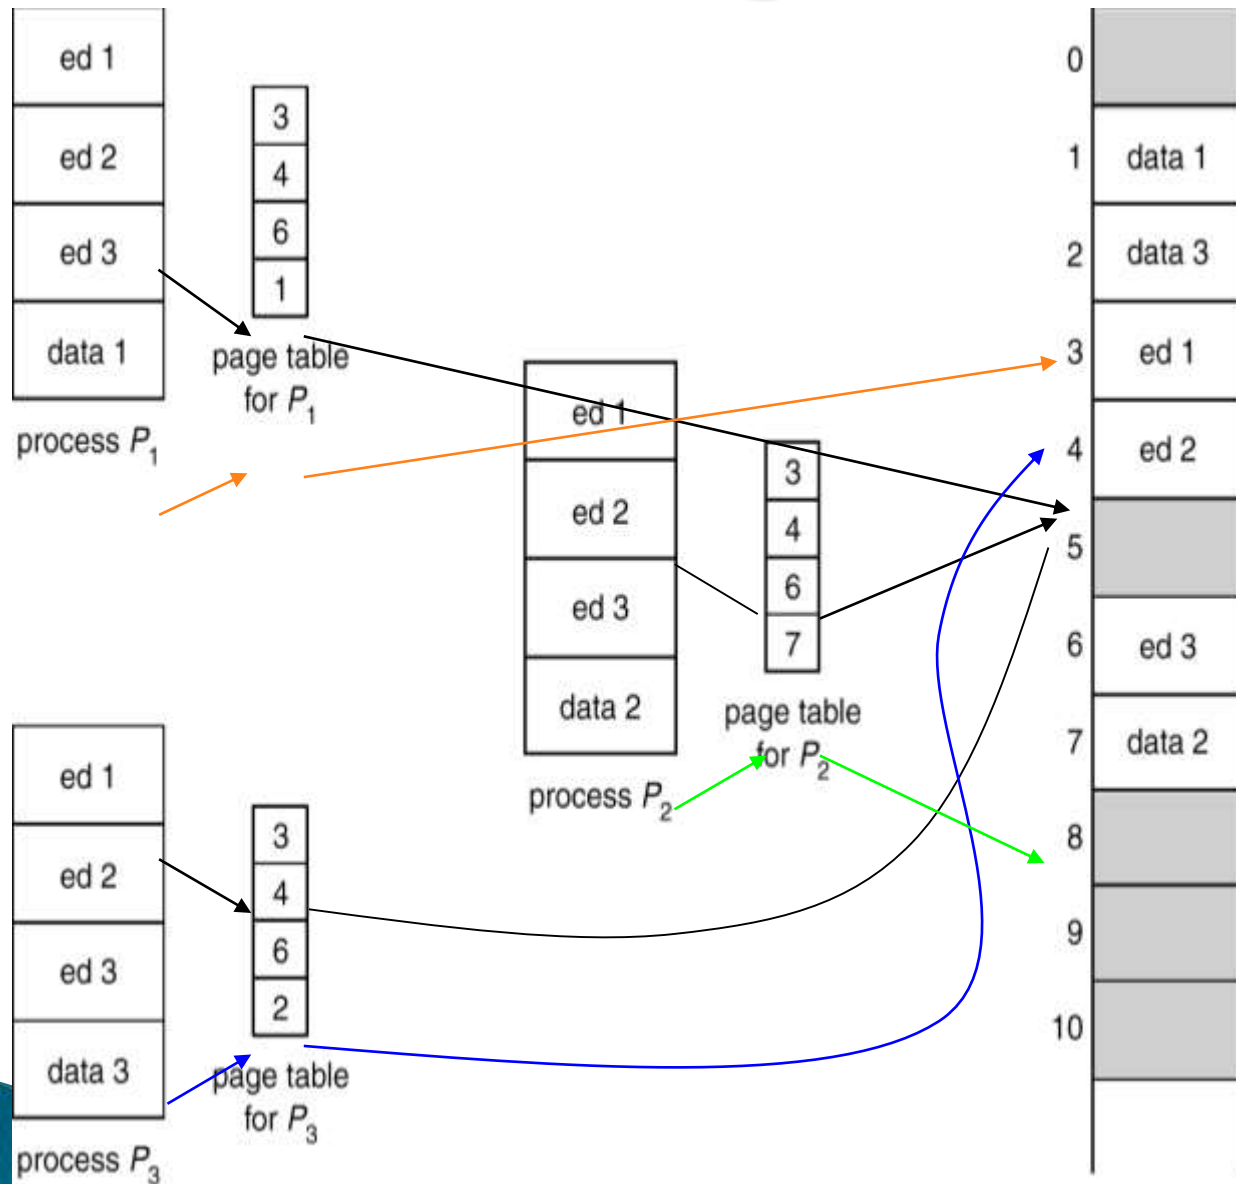 ed 1
ed 2
ed 3
data 1
process P1
3
4
6
1
page table
for P1
ed 1
ed 2
ed 3
data 2
process P2
3
4
6
7
page table
for P2
ed 1
ed 2
ed 3
data 3
process P3
3
4
6
2
page table
for P3
0
1 data 1
2 data 3
3 ed 1
4 ed 2
5
6 ed 3
7 data 2
8
9
10